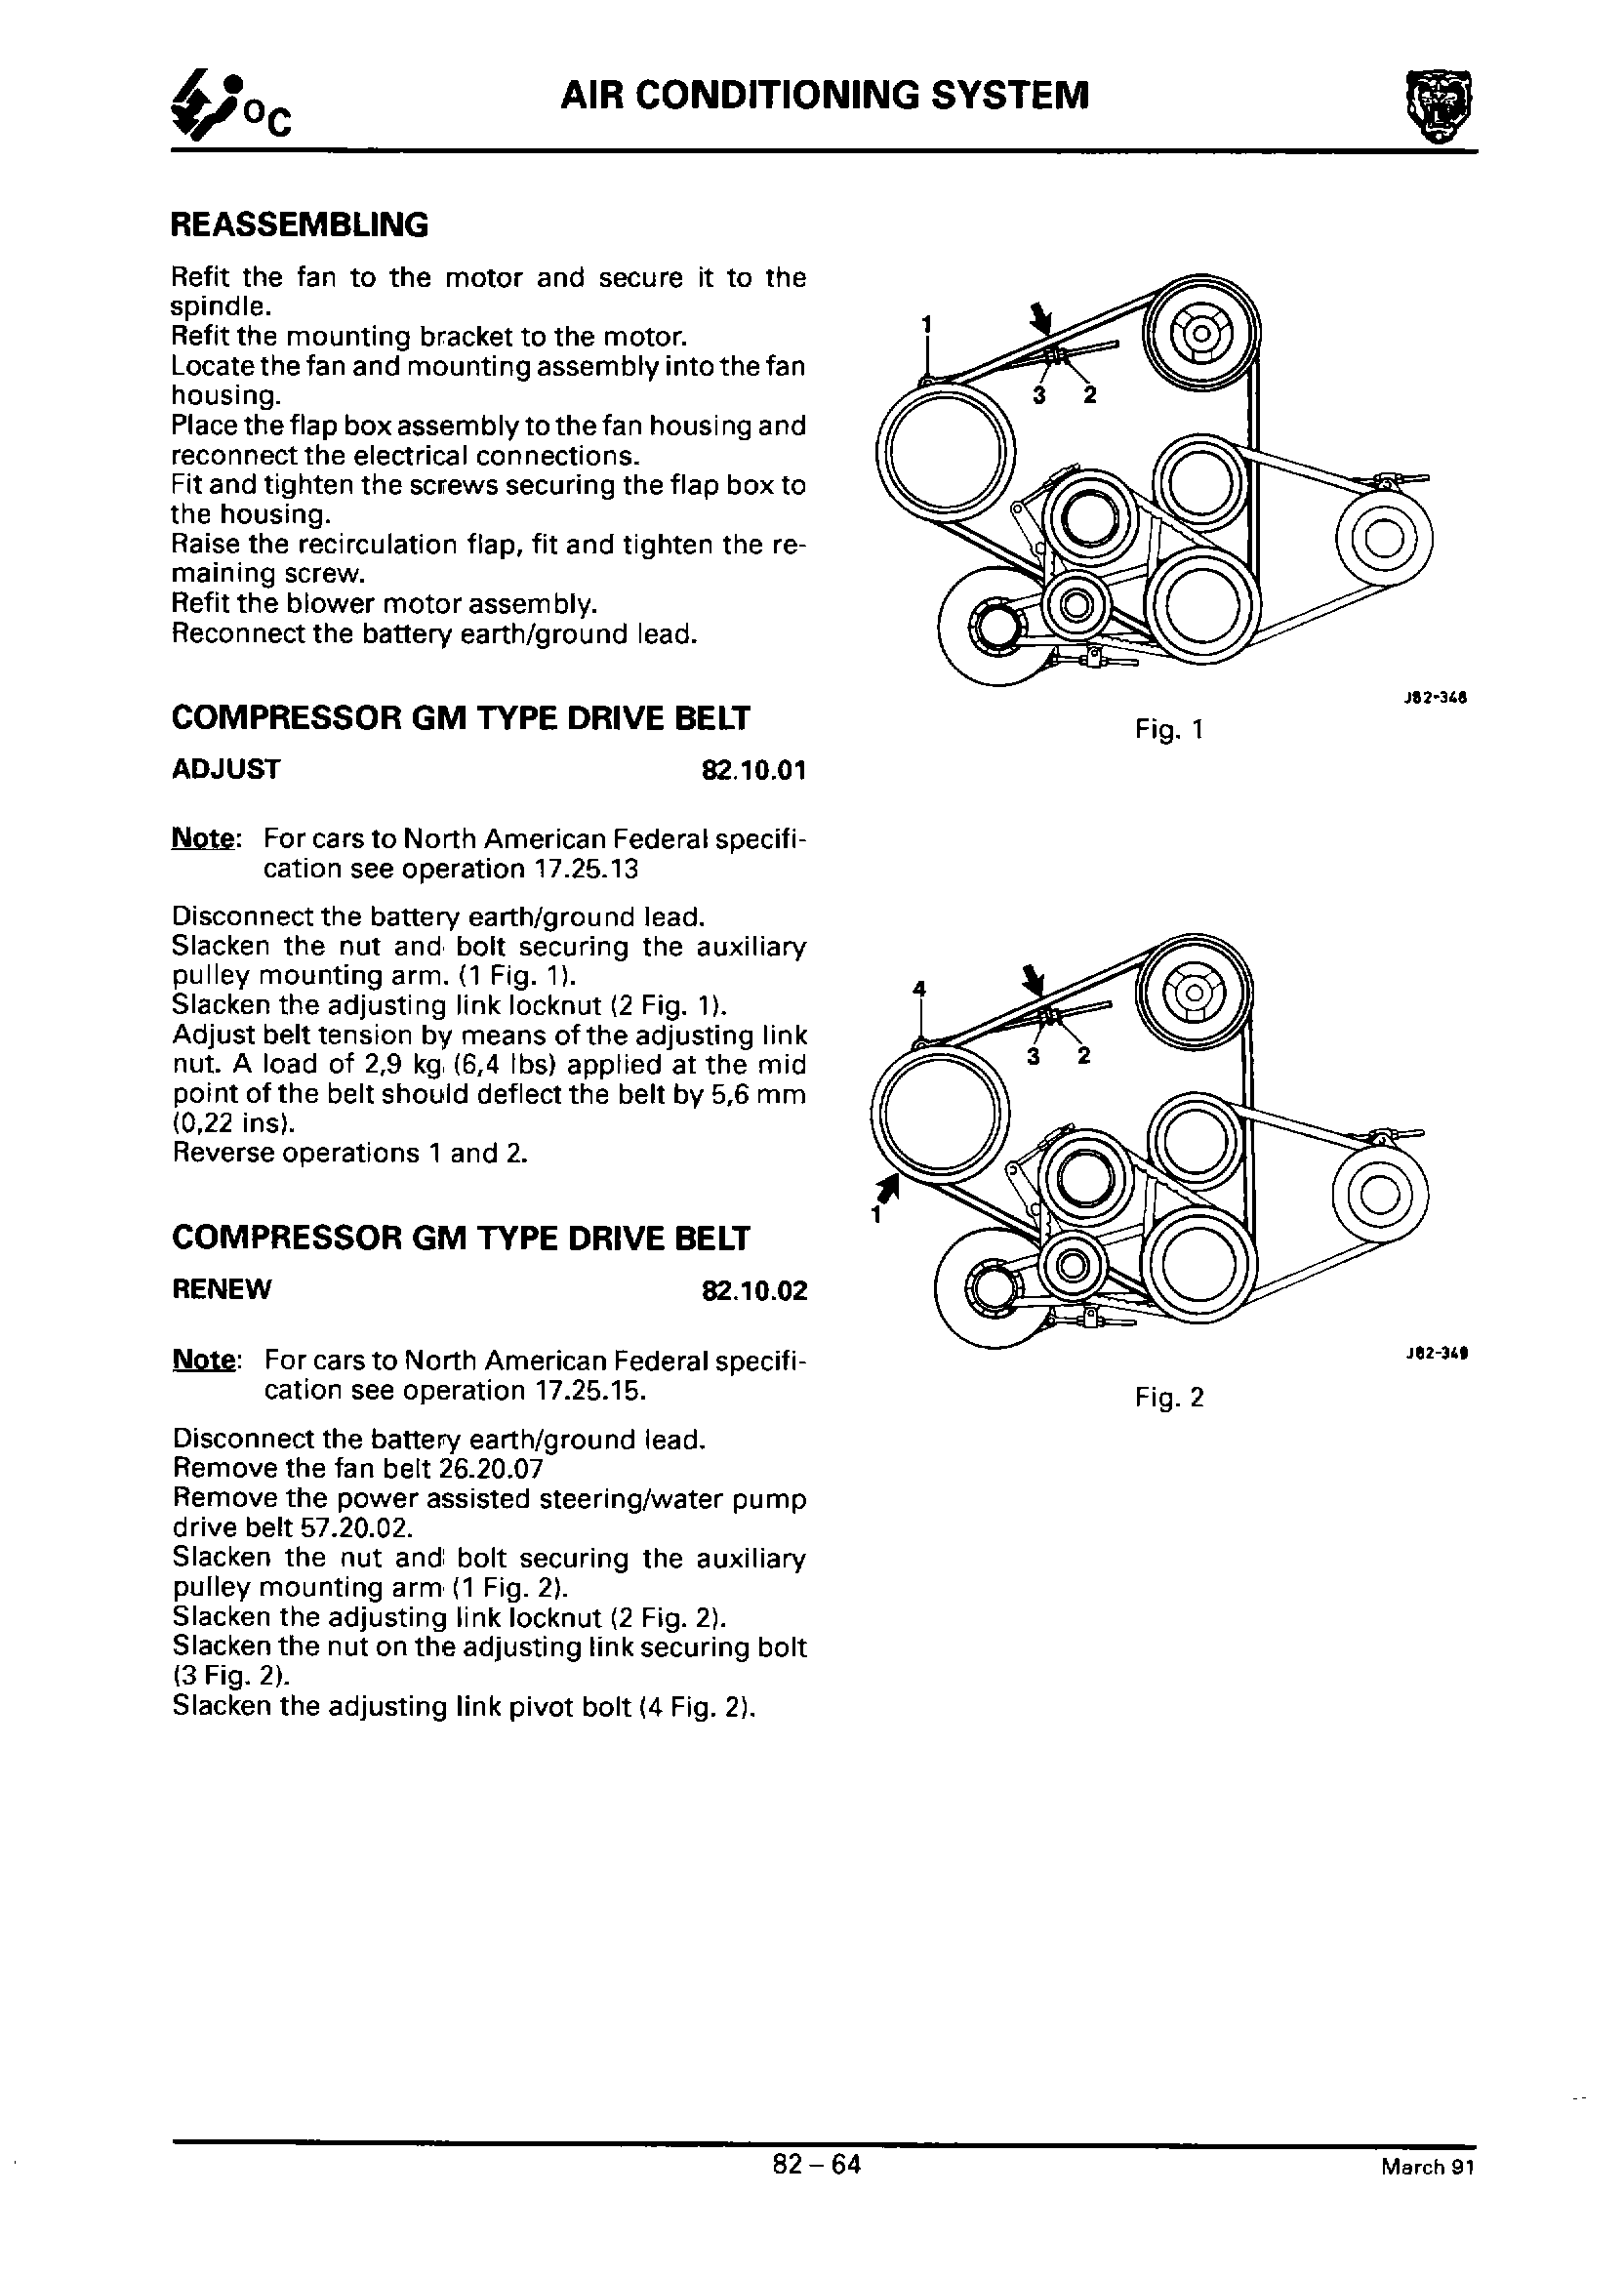 °C
AIR CONDITIONING SYSTEM
REASSEMBLING
Refit the fan to the motor and secure it to the
spindle.
Refit the mounting bracket to the motor.
Locate the fan and mounting assembly into the fan
housing.
Place the flap box assembly to the fan housing and
reconnect the electrical connections.
Fit and tighten the screws securing the flap box to
the housing.
Raise the recirculation flap, fit and tighten the re-
maining screw.
Refit the blower motor assembly.
Reconnect the battery earth/ground lead.
COMPRESSOR GM TYPE DRIVE BELT
ADJUST 82.10.01
Note: For cars to North American Federal specifi-
cation see operation 17.25.13
Disconnect the battery earth/ground lead.
Slacken the nut and bolt securing the auxiliary
pulley mounting arm. (1 Fig. 1).
Slacken the adjusting link locknut (2 Fig. 1).
Adjust belt tension by means of the adjusting link
nut. A load of 2,9 kg (6,4 lbs) applied at the mid
point of the belt should deflect the belt by 5,6 mm
(0,22 ins).
Reverse operations 1 and 2.
COMPRESSOR GM TYPE DRIVE BELT
RENEW 82.10.02
Note: For cars to North American Federal specifi-
cation see operation 17.25.15.
Disconnect the battery earth/ground lead.
Remove the fan belt 26.20.07
Remove the power assisted steering/water pump
drive belt 57.20.02.
Slacken the nut and bolt securing the auxiliary
pulley mounting arm (1 Fig. 2).
Slacken the adjusting link locknut (2 Fig. 2).
Slacken the nut on the adjusting link securing bolt
(3 Fig. 2).
Slacken the adjusting link pivot bolt (4 Fig. 2).
1
3 2
J82-348
Fig. 1
4
3 2
1
J82-349
Fig. 2
82 – 64
March 91